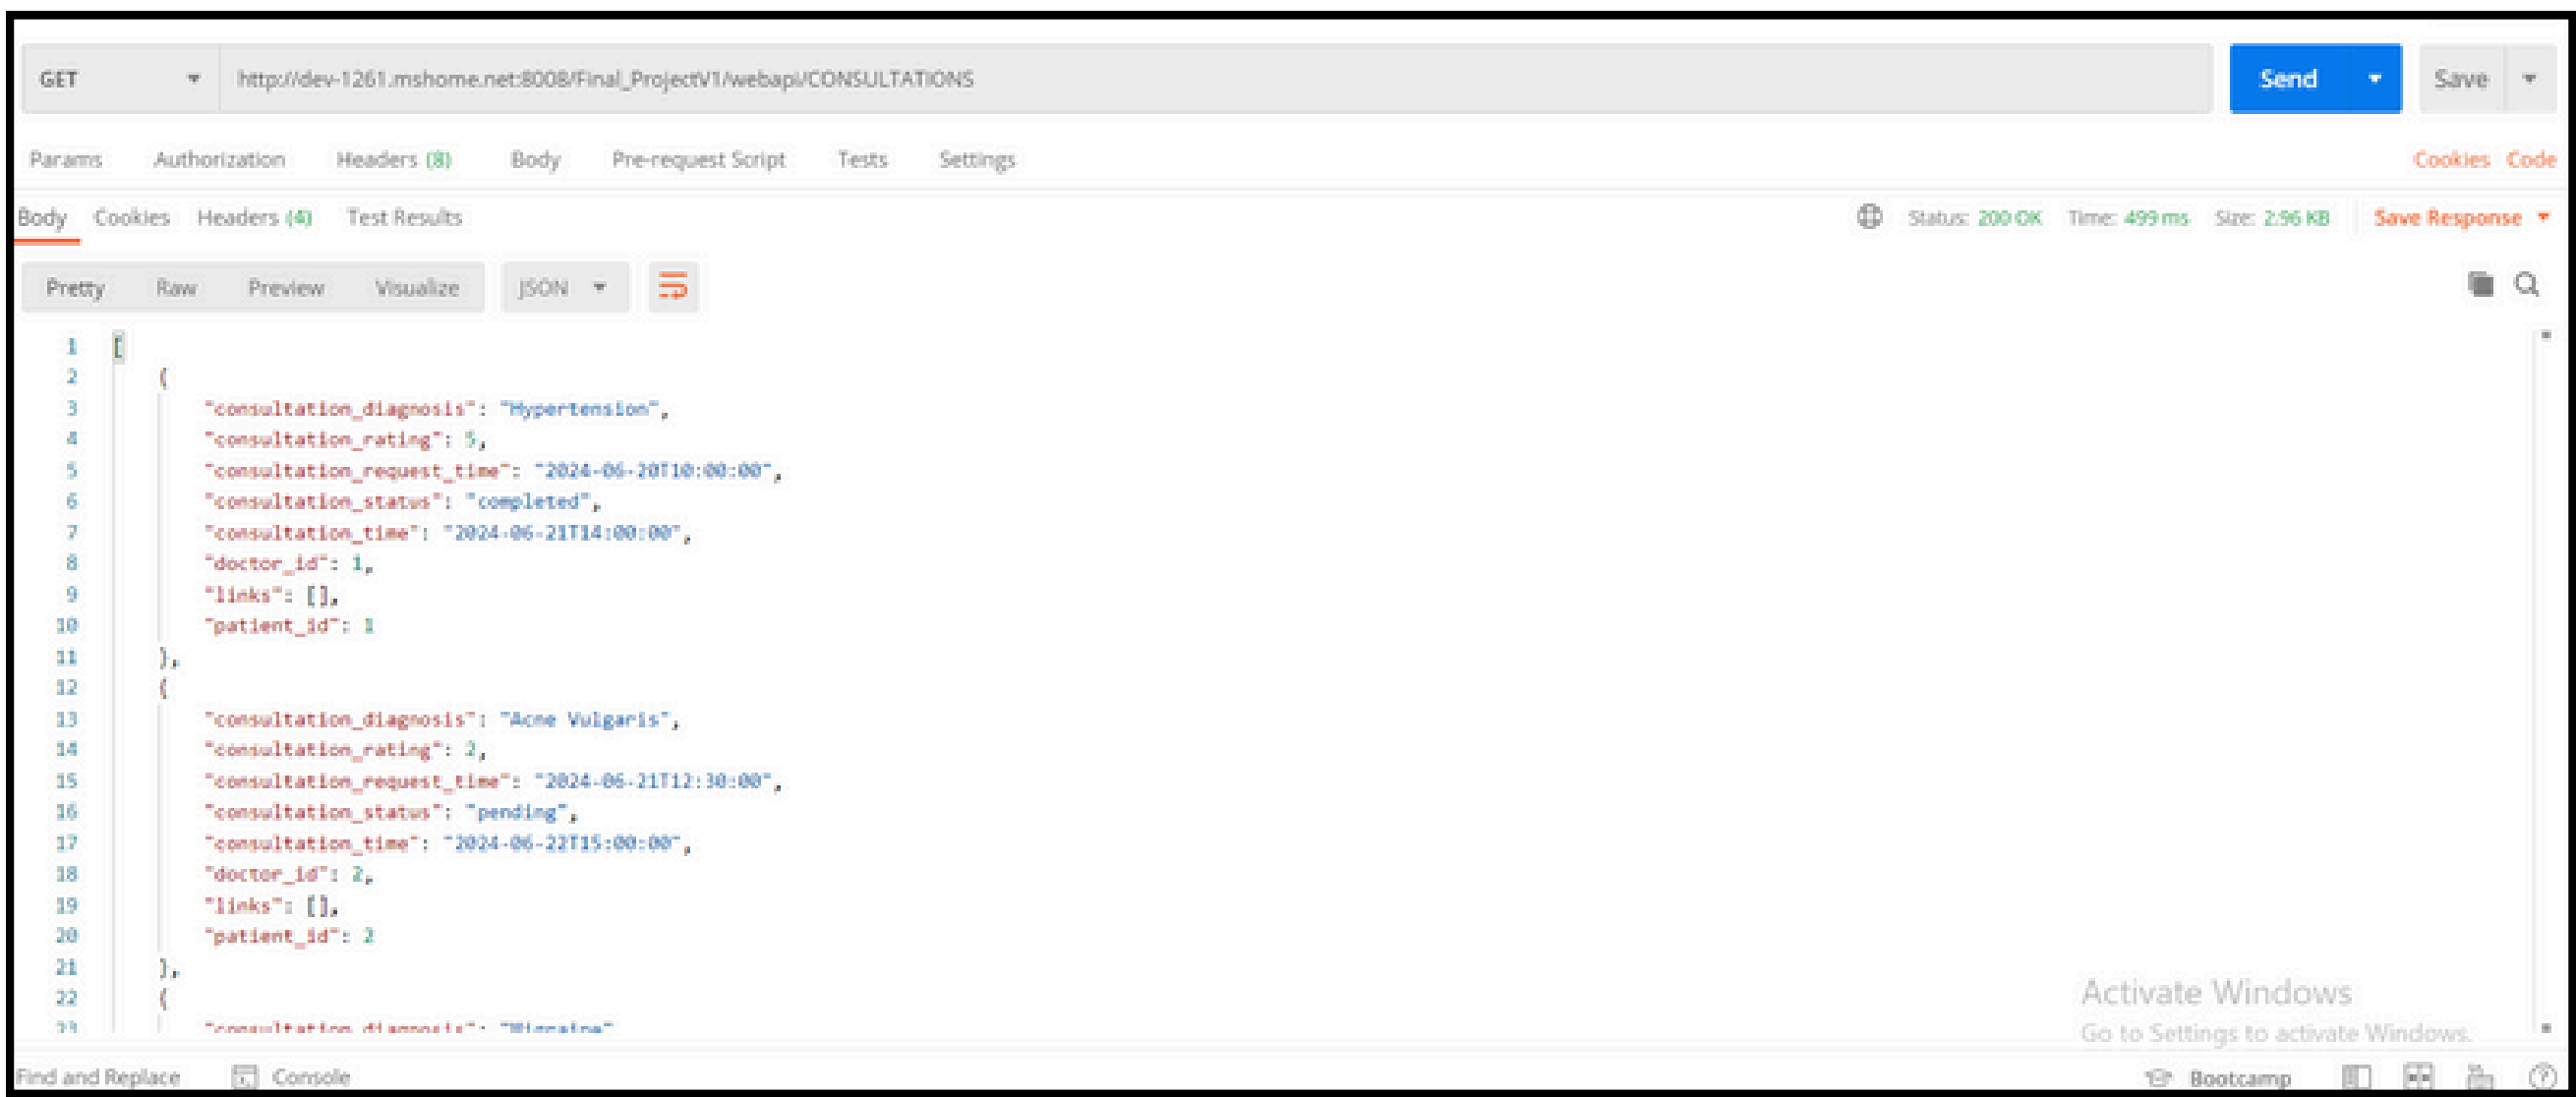 GET http://dev-1261.mshome.net:8008/Final_ProjectV1/webapi/CONSULTATIONS Send Save
Params Authorization Headers (8) Body Pre-request Script Tests Settings Cookies Code
Body Cookies Headers (4) Test Results Status: 200 OK Time: 499 ms Size: 2.96 KB Save Response
Pretty Raw Preview Visualize JSON
1 [
2 {
3 "consultation_diagnosis": "Hypertension",
4 "consultation_rating": 5,
5 "consultation_request_time": "2024-06-20T10:00:00",
6 "consultation_status": "completed",
7 "consultation_time": "2024-06-21T14:00:00",
8 "doctor_id": 1,
9 "links": [],
10 "patient_id": 1
11 },
12 {
13 "consultation_diagnosis": "Acne Vulgaris",
14 "consultation_rating": 2,
15 "consultation_request_time": "2024-06-21T12:30:00",
16 "consultation_status": "pending",
17 "consultation_time": "2024-06-22T15:00:00",
18 "doctor_id": 2,
19 "links": [],
20 "patient_id": 2
21 },
22 {
23 "consultation_diagnosis": "Migraine"
Activate Windows
Go to Settings to activate Windows.
Find and Replace Console Bootcamp